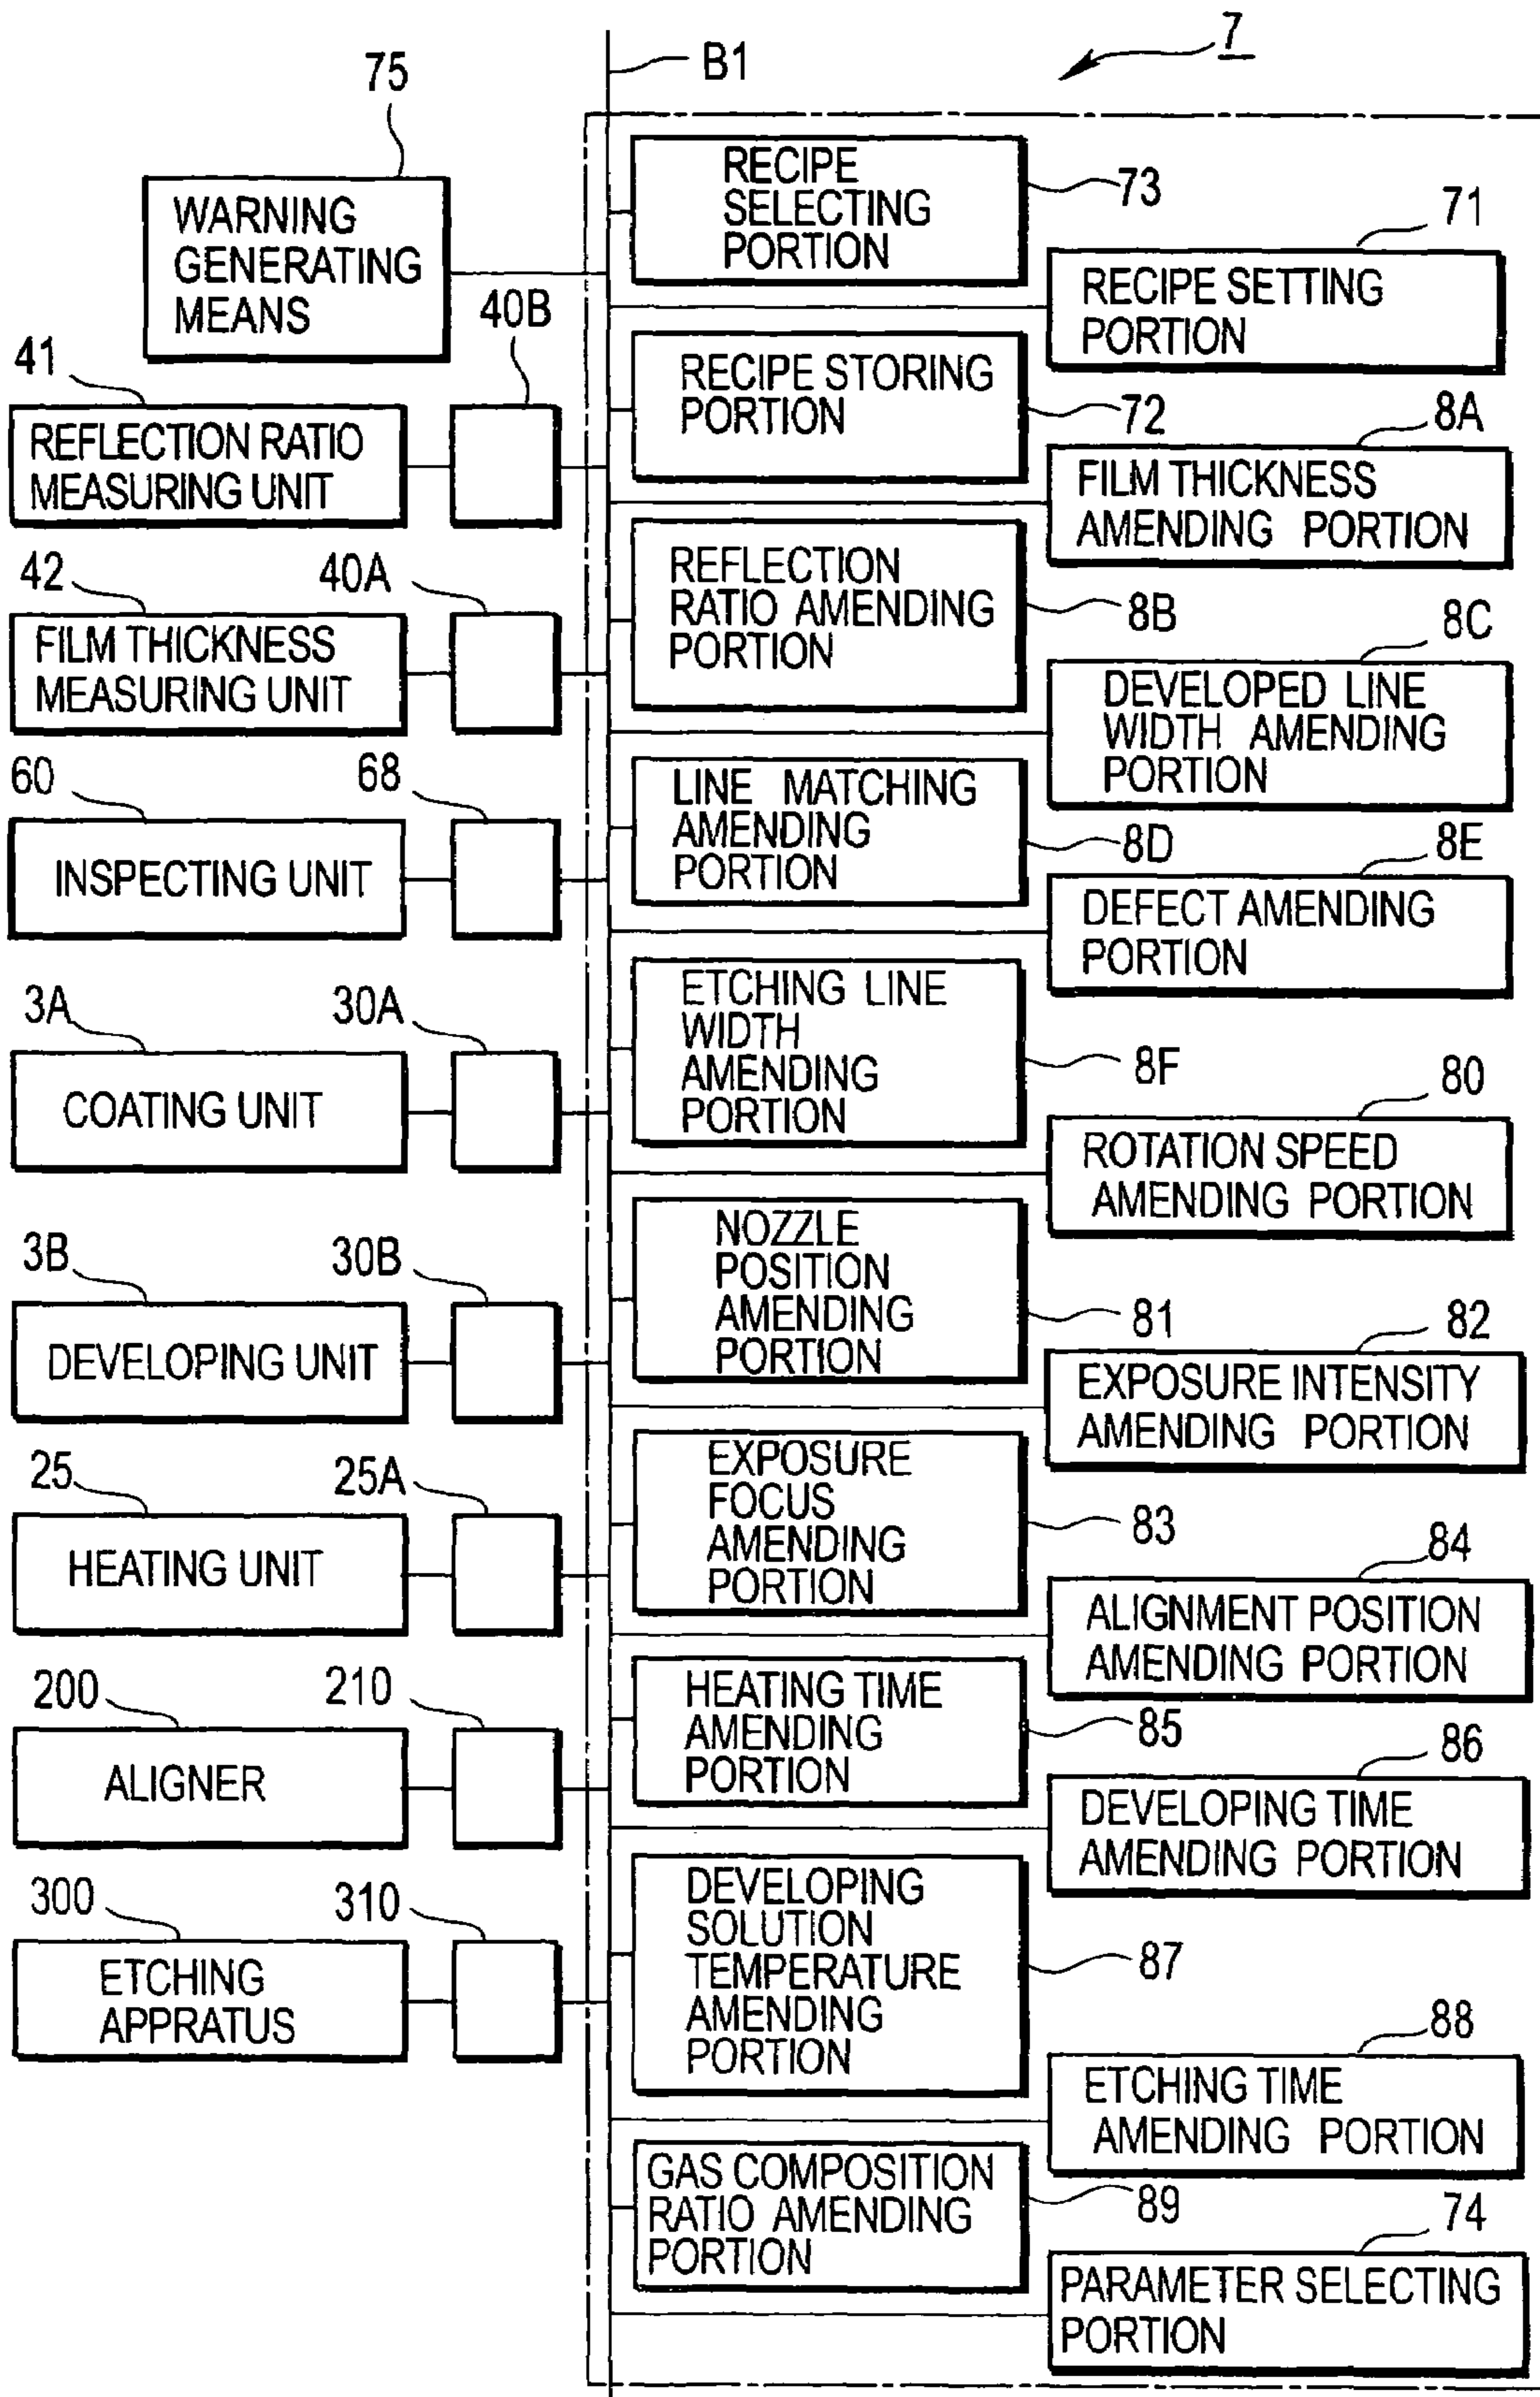 7
B1
75
WARNING
GENERATING
MEANS
RECIPE
SELECTING
PORTION
73
71
RECIPE SETTING
PORTION
41
40B
REFLECTION RATIO
MEASURING UNIT
RECIPE STORING
PORTION
72
8A
FILM THICKNESS
AMENDING PORTION
42
40A
FILM THICKNESS
MEASURING UNIT
REFLECTION
RATIO AMENDING
PORTION
8B
8C
DEVELOPED LINE
WIDTH AMENDING
PORTION
60
68
INSPECTING UNIT
LINE MATCHING
AMENDING
PORTION
8D
8E
DEFECT AMENDING
PORTION
3A
30A
COATING UNIT
ETCHING LINE
WIDTH
AMENDING
PORTION
8F
80
ROTATION SPEED
AMENDING PORTION
3B
30B
DEVELOPING UNIT
NOZZLE
POSITION
AMENDING
PORTION
81
82
EXPOSURE INTENSITY
AMENDING PORTION
25
25A
HEATING UNIT
EXPOSURE
FOCUS
AMENDING
PORTION
83
84
ALIGNMENT POSITION
AMENDING PORTION
200
210
ALIGNER
HEATING TIME
AMENDING
PORTION
85
86
DEVELOPING TIME
AMENDING PORTION
300
310
ETCHING
APPRATUS
DEVELOPING
SOLUTION
TEMPERATURE
AMENDING
PORTION
87
88
ETCHING TIME
AMENDING PORTION
GAS COMPOSITION
RATIO AMENDING
PORTION
89
74
PARAMETER SELECTING
PORTION